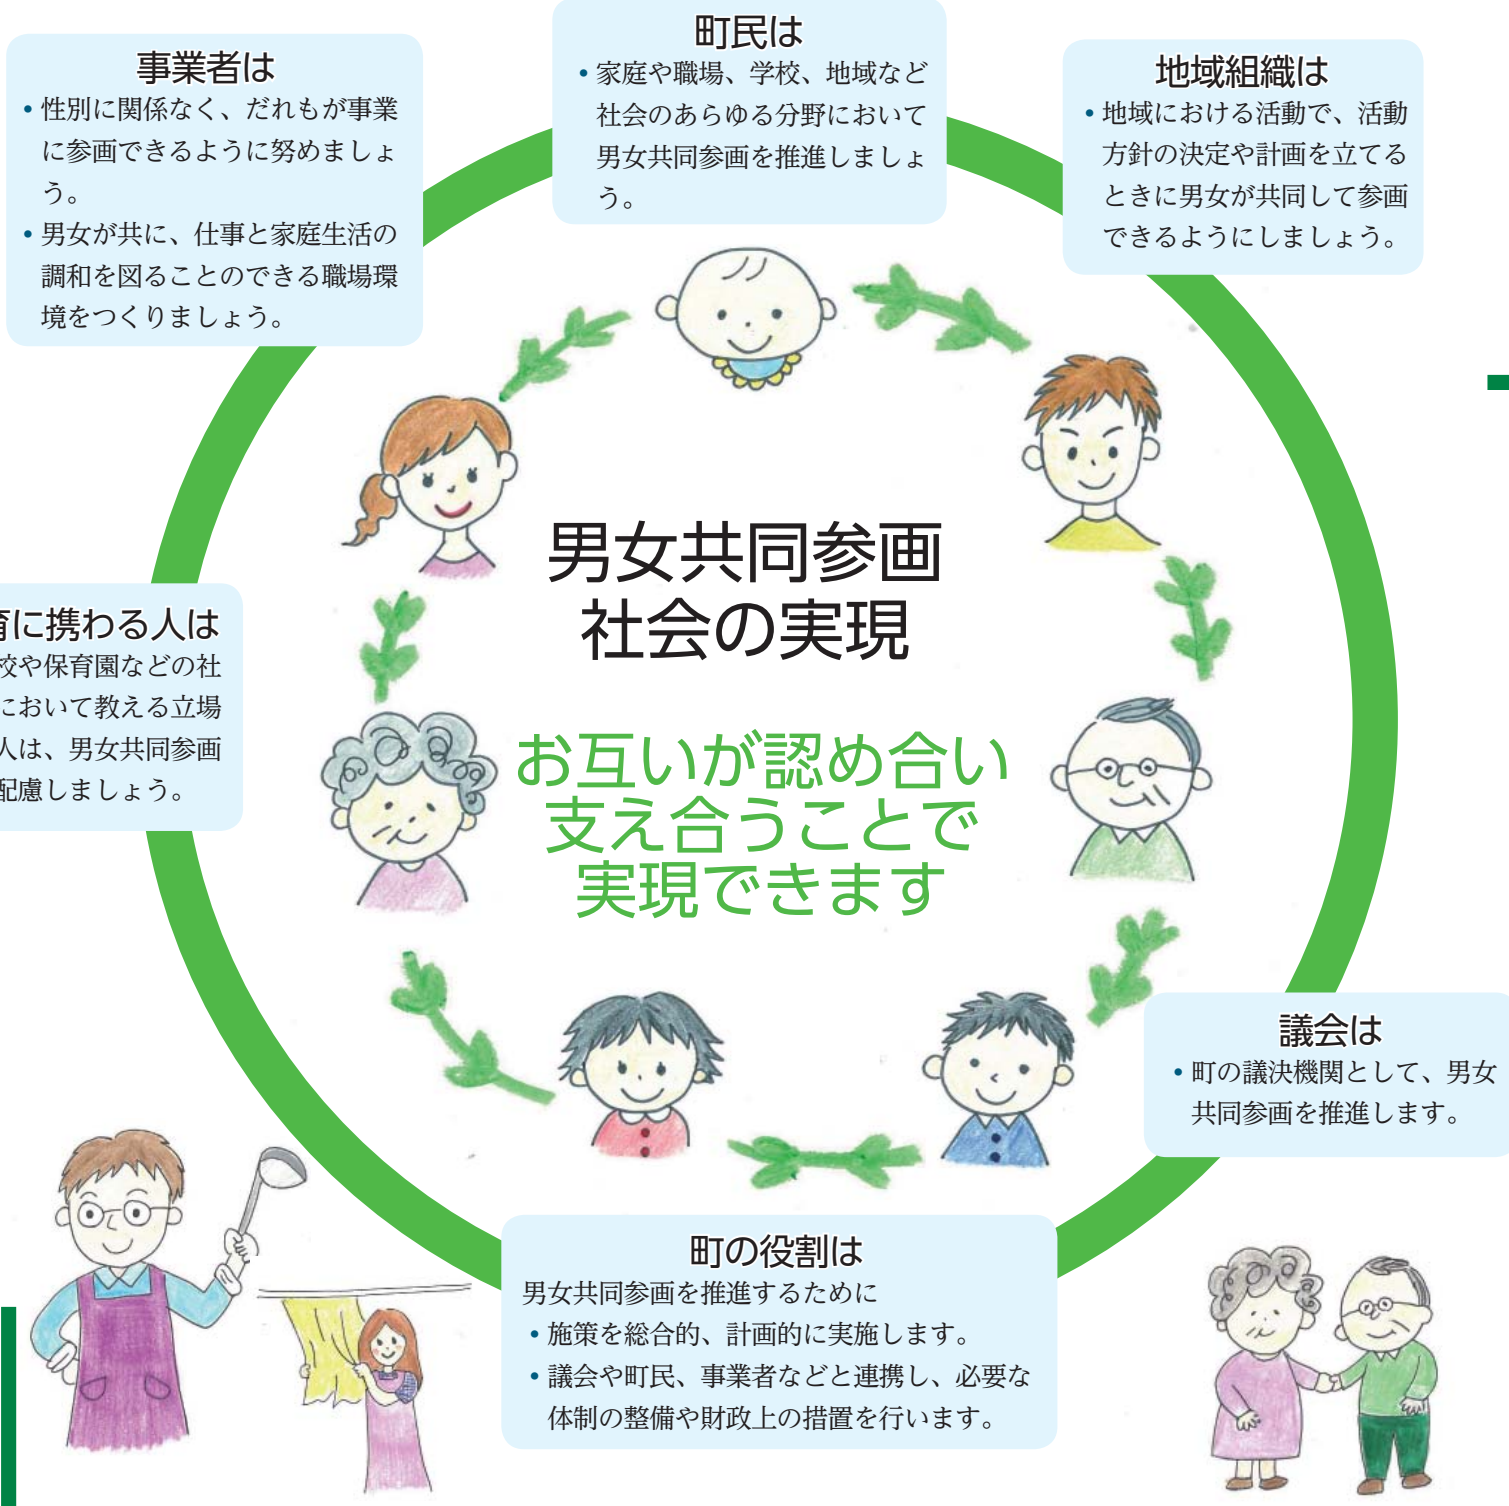 町民は
・家庭や職場、学校、地域など
社会のあらゆる分野において
男女共同参画を推進しましょ
う。
事業者は
・性別に関係なく、だれもが事業
に参画できるように努めましょ
う。
・男女が共に、仕事と家庭生活の
調和を図ることのできる職場環
境をつくりましょう。
地域組織は
・地域における活動で、活動
方針の決定や計画を立てる
ときに男女が共同して参画
できるようにしましょう。
男女共同参画
社会の実現
お互いが認め合い
支え合うことで
実現できます
育に携わる人は
校や保育園などの社
において教える立場
人は、男女共同参画
配慮しましょう。
議会は
・町の議決機関として、男女
共同参画を推進します。
町の役割は
男女共同参画を推進するために
・施策を総合的、計画的に実施します。
・議会や町民、事業者などと連携し、必要な
体制の整備や財政上の措置を行います。